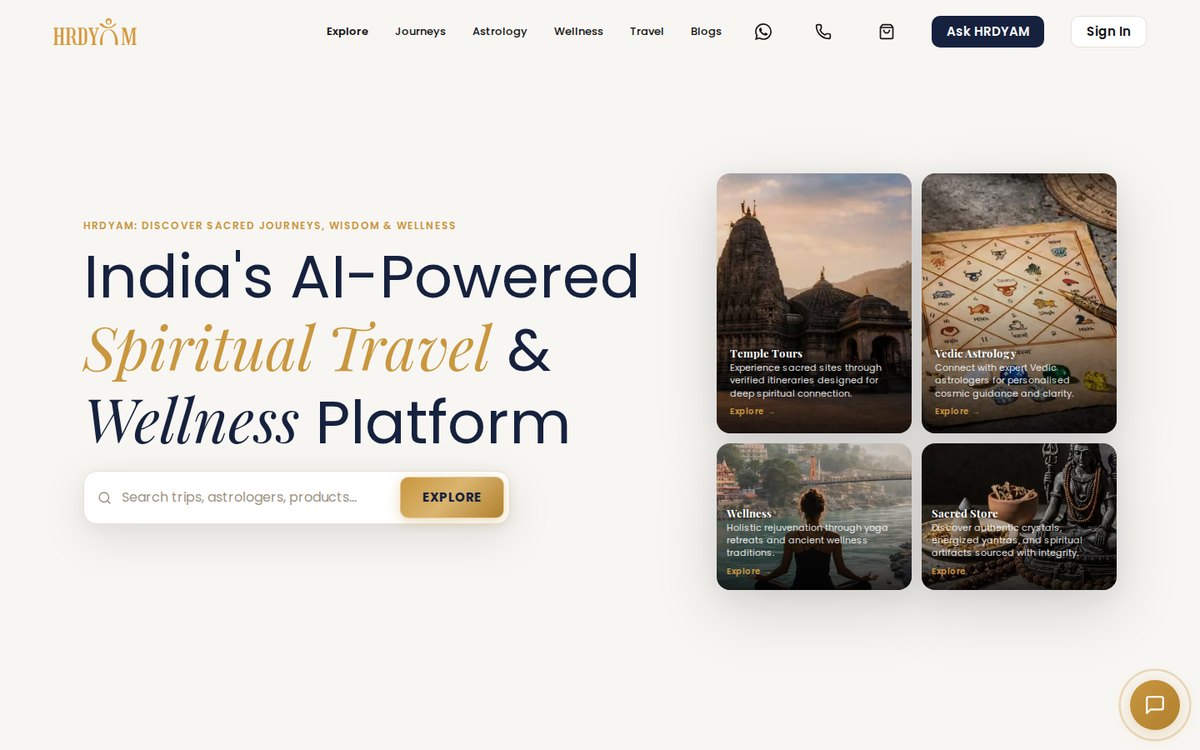 HRDYAM
Explore
Journeys
Astrology
Wellness
Travel
Blogs
Ask HRDYAM
Sign In
HRDYAM: DISCOVER SACRED JOURNEYS, WISDOM & WELLNESS
India's AI-Powered
Spiritual Travel &
Wellness Platform
Search trips, astrologers, products...
EXPLORE
Temple Tours
Experience sacred sites through
verified itineraries designed for
deep spiritual connection.
Explore →
Vedic Astrology
Connect with expert Vedic
astrologers for personalised
cosmic guidance and clarity.
Explore →
Wellness
Holistic rejuvenation through yoga
retreats and ancient wellness
traditions.
Explore →
Sacred Store
Discover authentic crystals,
energized yantras, and spiritual
artifacts sourced with integrity.
Explore →